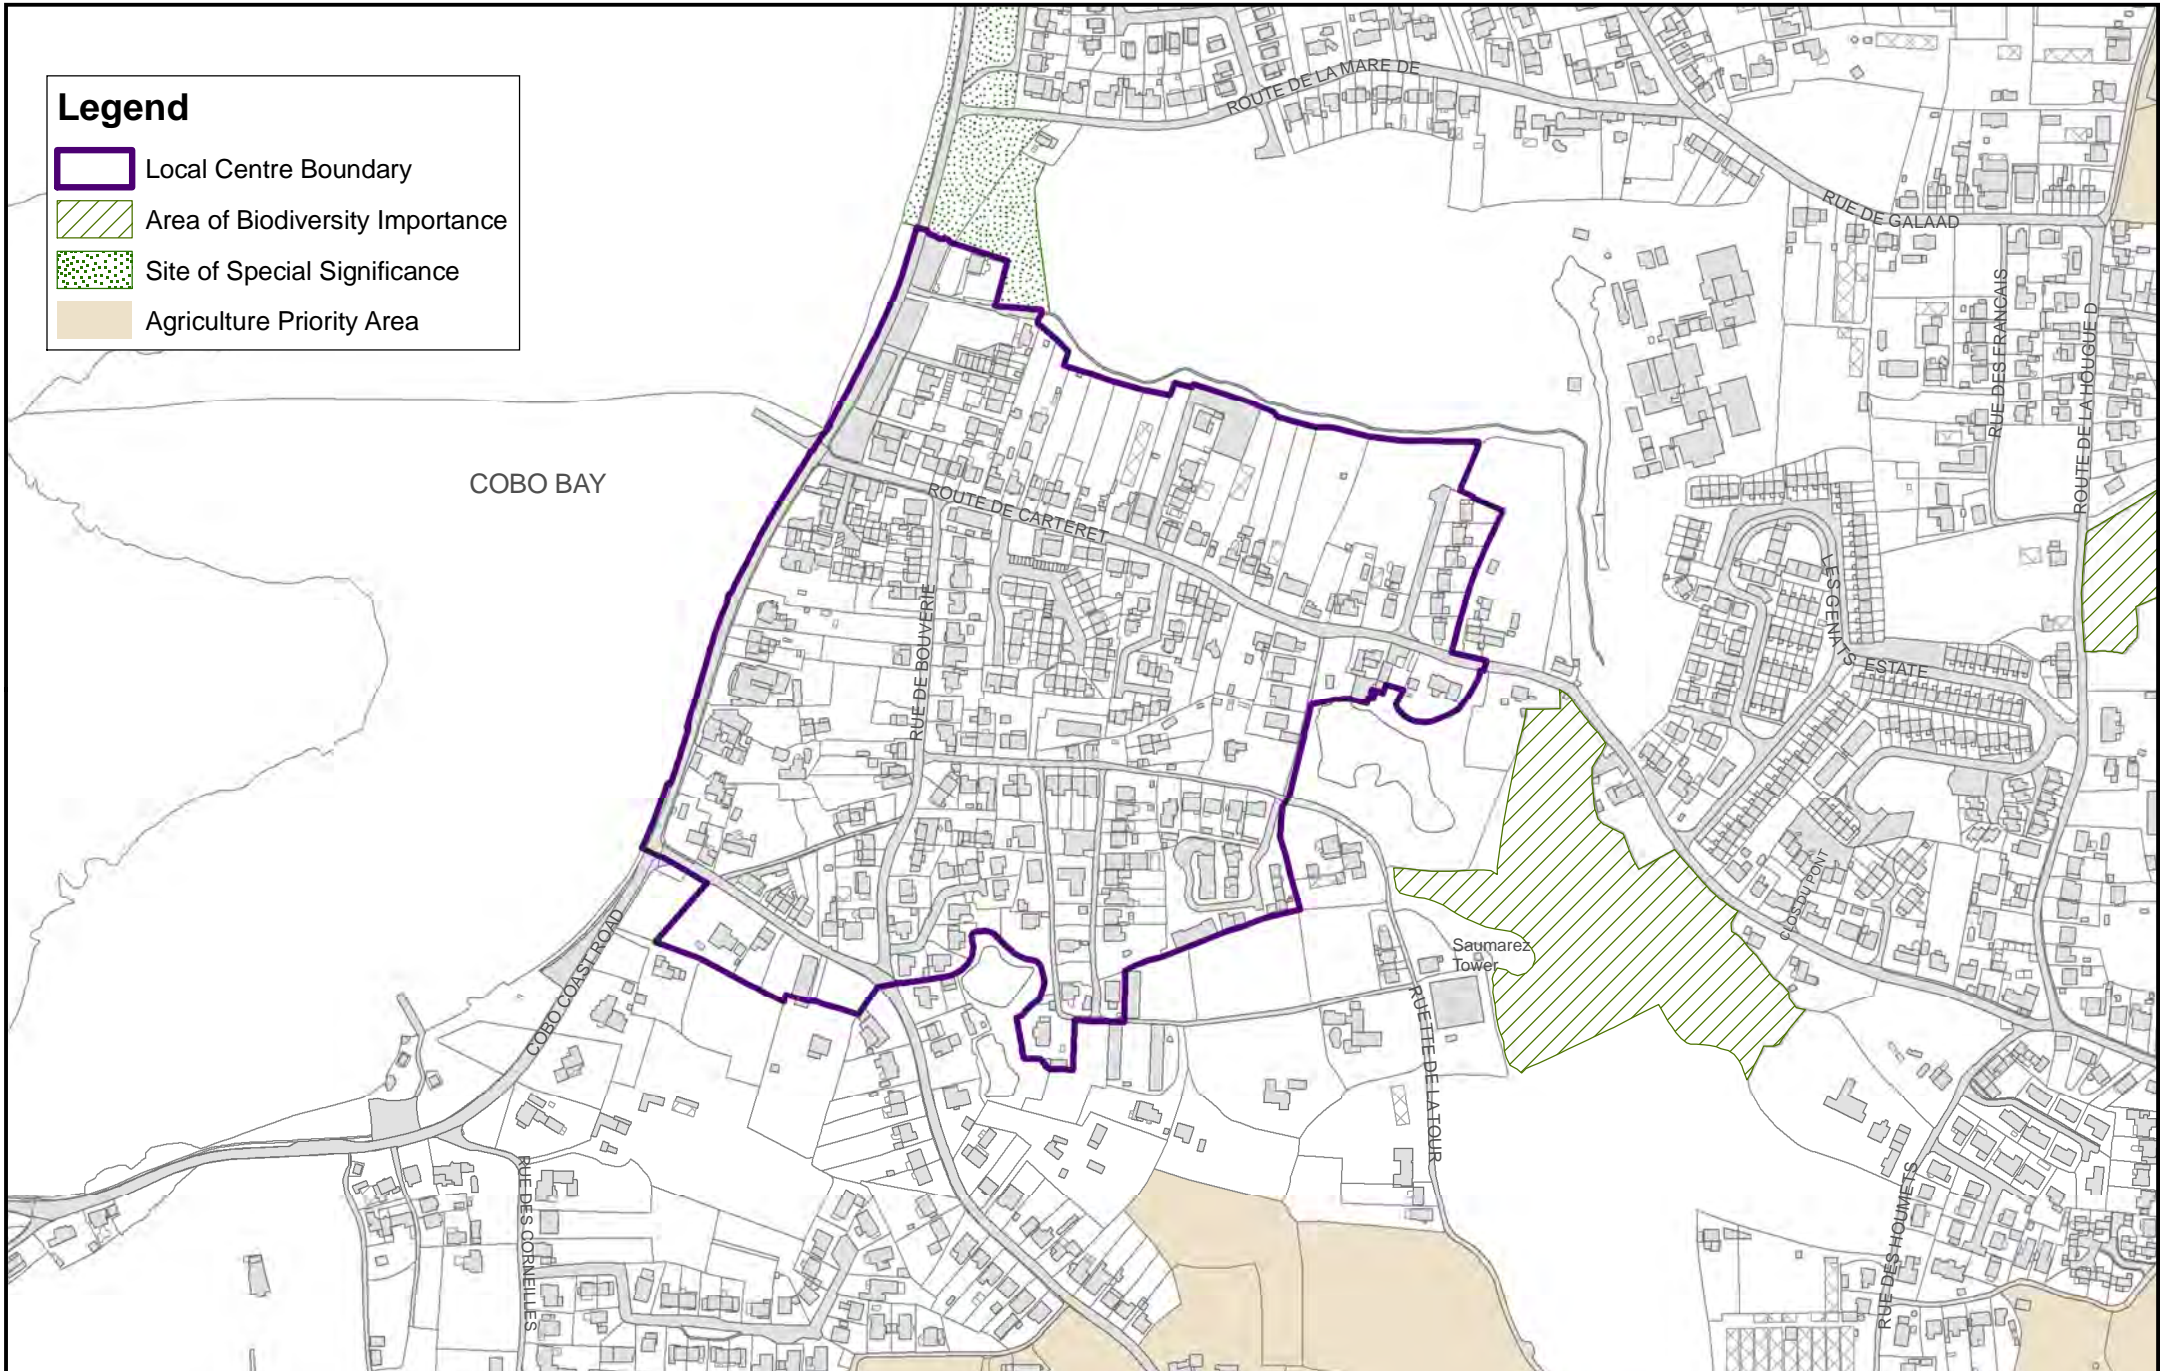 Legend
Local Centre Boundary
Area of Biodiversity Importance
Site of Special Significance
Agriculture Priority Area
ROUTE DE LA MARE DE
RUE DE GALAAD
RUE DES FRANCAIS
ROUTE DE LA HOUGUE D
COBO BAY
ROUTE DE CARTERET
RUE DE BOUVERIE
LES GENATS ESTATE
CLOS DU PONT
Saumarez
Tower
COBO COAST ROAD
RUETTE DE LA TOUR
RUE DES CORNEILLES
RUE DES HOUMETS